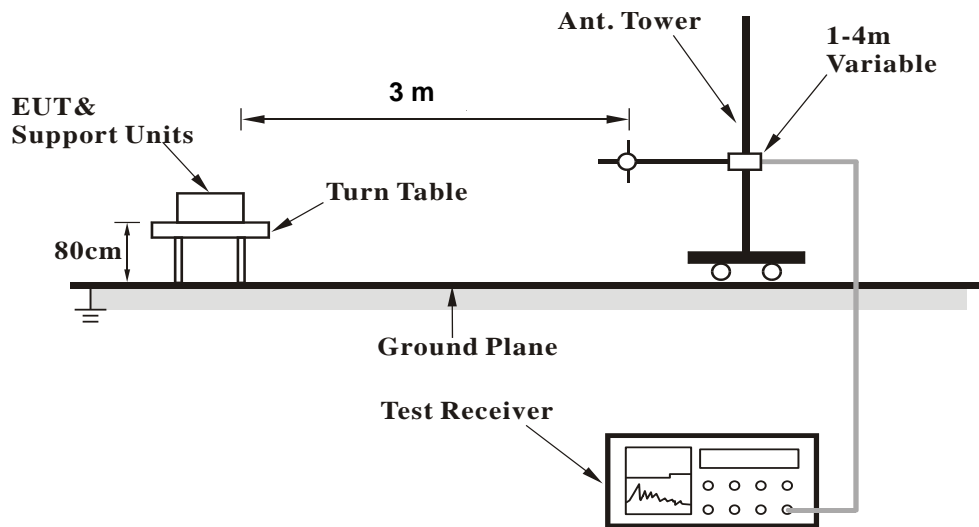 Ant. Tower
1-4m
Variable
3 m
EUT&
Support Units
Turn Table
80cm
Ground Plane
Test Receiver